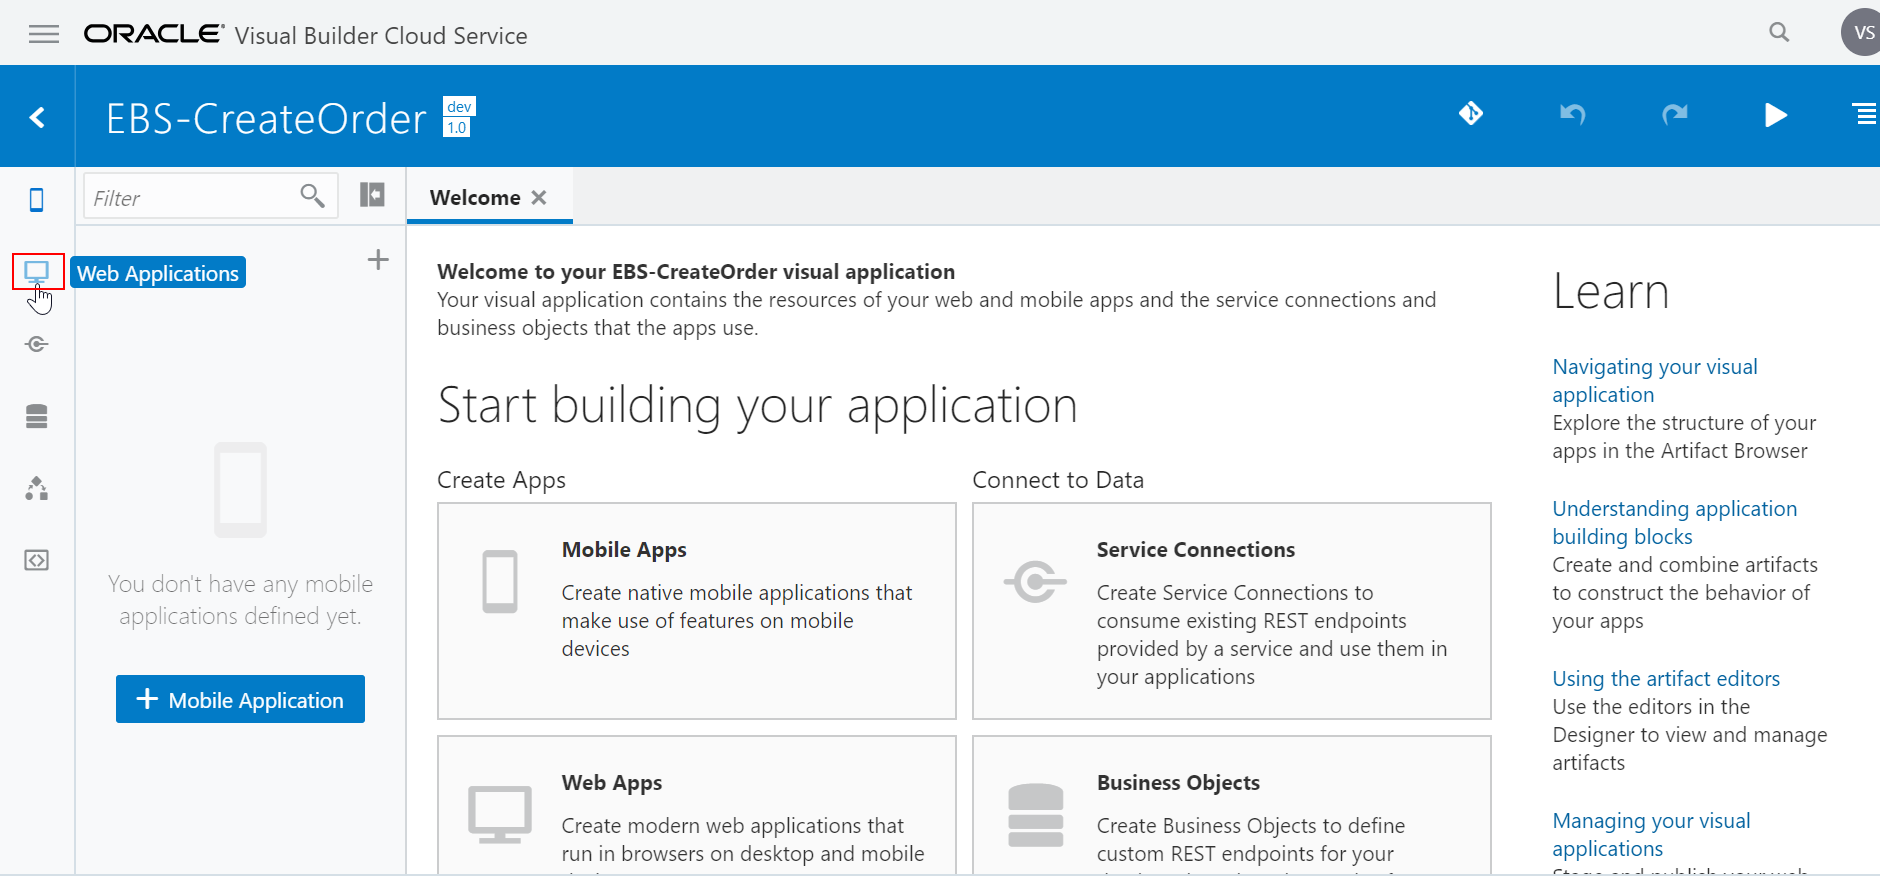 ORACLE Visual Builder Cloud Service
VS
EBS-CreateOrder
dev
1.0
Filter
Welcome
Web Applications
You don't have any mobile
applications defined yet.
Mobile Application
Welcome to your EBS-CreateOrder visual application
Your visual application contains the resources of your web and mobile apps and the service connections and
business objects that the apps use.
Start building your application
Create Apps
Mobile Apps
Create native mobile applications that
make use of features on mobile
devices
Web Apps
Create modern web applications that
run in browsers on desktop and mobile
Connect to Data
Service Connections
Create Service Connections to
consume existing REST endpoints
provided by a service and use them in
your applications
Business Objects
Create Business Objects to define
custom REST endpoints for your
Learn
Navigating your visual
application
Explore the structure of your
apps in the Artifact Browser
Understanding application
building blocks
Create and combine artifacts
to construct the behavior of
your apps
Using the artifact editors
Use the editors in the
Designer to view and manage
artifacts
Managing your visual
applications